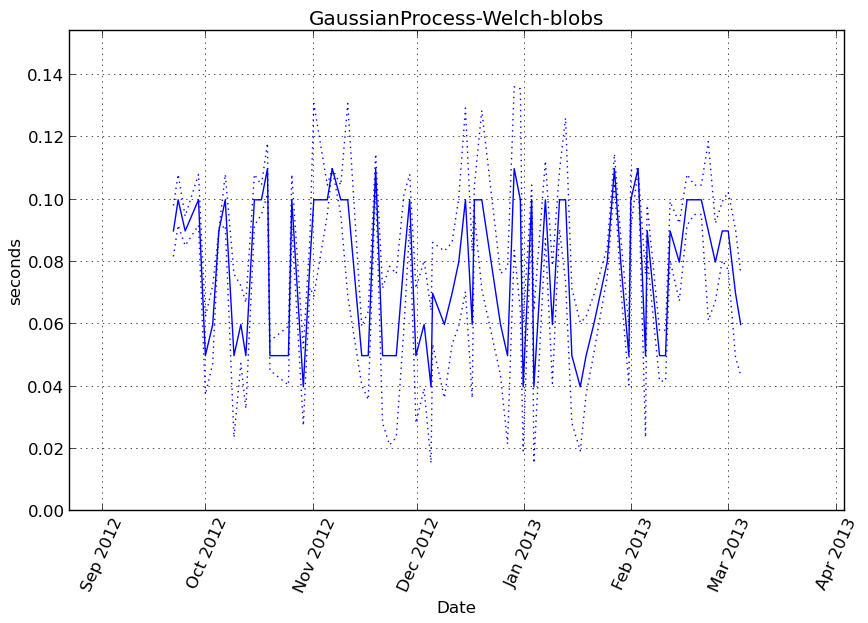 GaussianProcess-Welch-blobs
0.14
0.12
0.10
0.08
0.06
0.04
0.02
0.00
seconds
Sep 2012
Oct 2012
Nov 2012
Dec 2012
Jan 2013
Feb 2013
Mar 2013
Apr 2013
Date